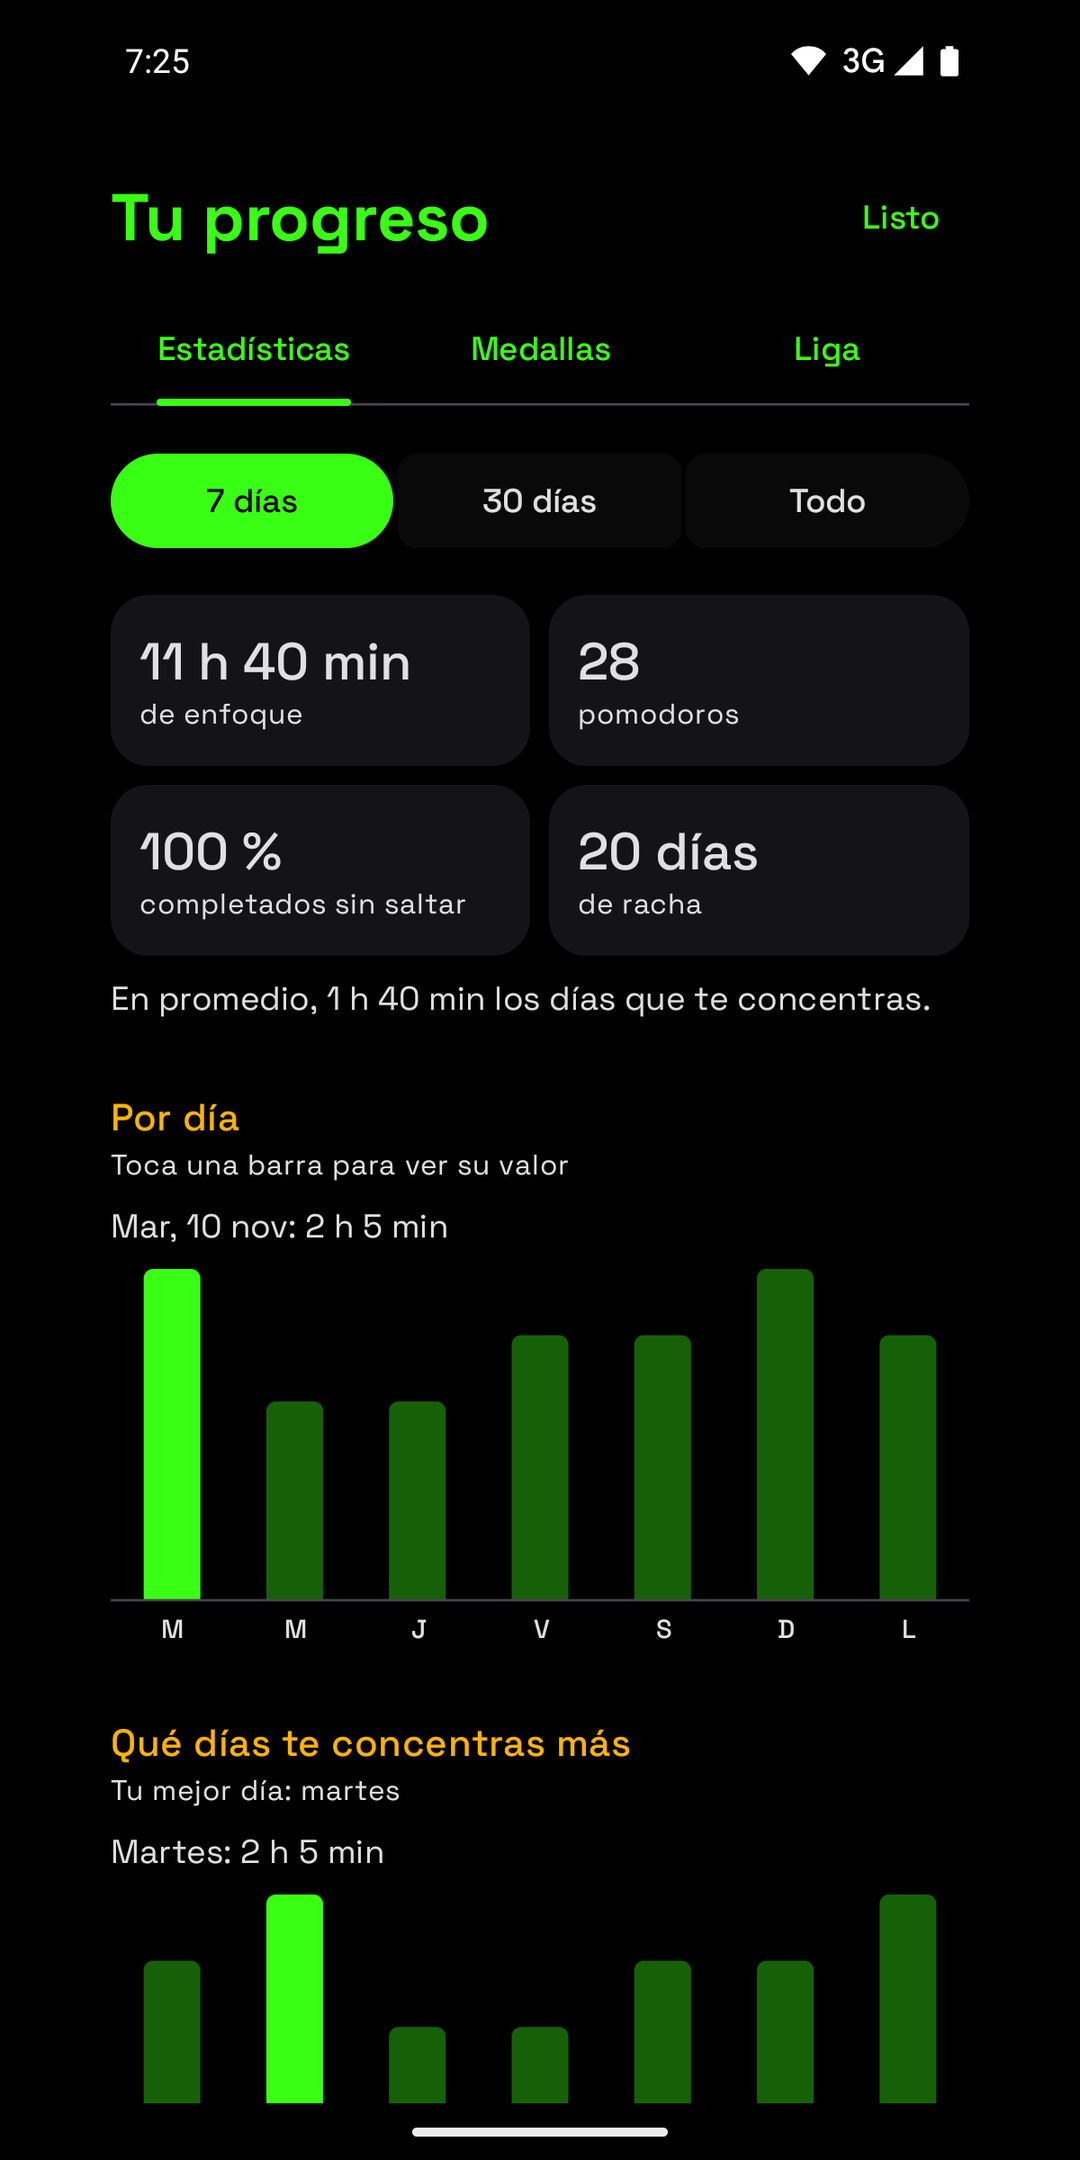 7:25 3G
Tu progreso
Listo
Estadísticas Medallas Liga
7 días 30 días Todo
11 h 40 min
de enfoque
28
pomodoros
100 %
completados sin saltar
20 días
de racha
En promedio, 1 h 40 min los días que te concentras.
Por día
Toca una barra para ver su valor
Mar, 10 nov: 2 h 5 min
M M J V S D L
Qué días te concentras más
Tu mejor día: martes
Martes: 2 h 5 min